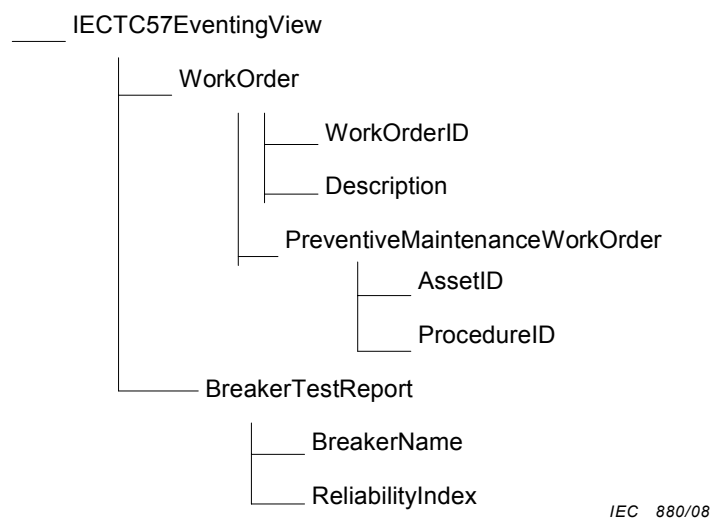 IECTC57EventingView
WorkOrder
WorkOrderID
Description
PreventiveMaintenanceWorkOrder
AssetID
ProcedureID
BreakerTestReport
BreakerName
ReliabilityIndex
IEC 880/08